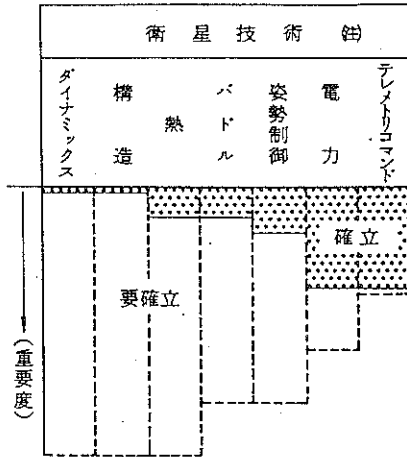 衛星技術 (注)
ダイナミックス
構造
熱
パドル
姿勢制御
電力
テレメトリコマンド
確立
要確立
(重要度)